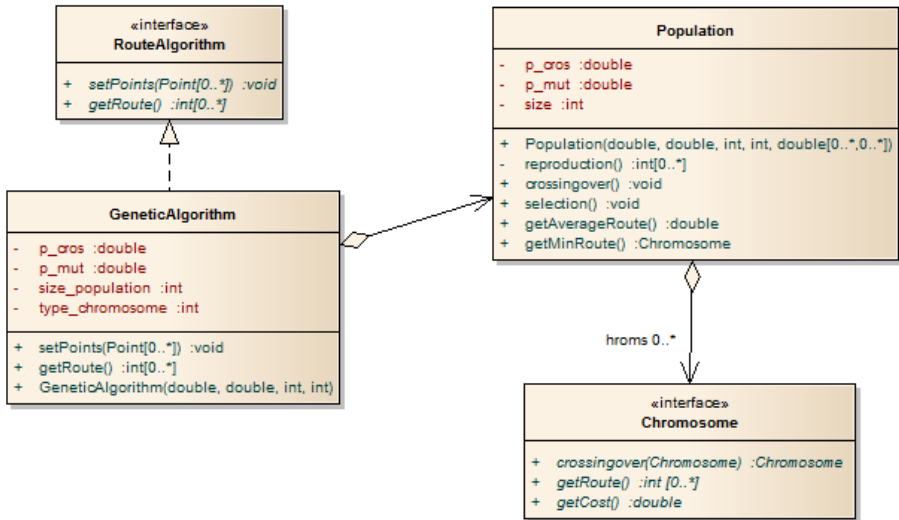 «interface»
RouteAlgorithm
+ setPoints(Point[0..*]) :void
+ getRoute() :int[0..*]
GeneticAlgorithm
- p_cros :double
- p_mut :double
- size_population :int
- type_chromosome :int
+ setPoints(Point[0..*]) :void
+ getRoute() :int[0..*]
+ GeneticAlgorithm(double, double, int, int)
Population
- p_cros :double
- p_mut :double
- size :int
+ Population(double, double, int, int, double[0..*,0..*])
- reproduction() :int[0..*]
+ crossingover() :void
+ selection() :void
+ getAverageRoute() :double
+ getMinRoute() :Chromosome
hroms 0..*
«interface»
Chromosome
+ crossingover(Chromosome) :Chromosome
+ getRoute() :int [0..*]
+ getCost() :double